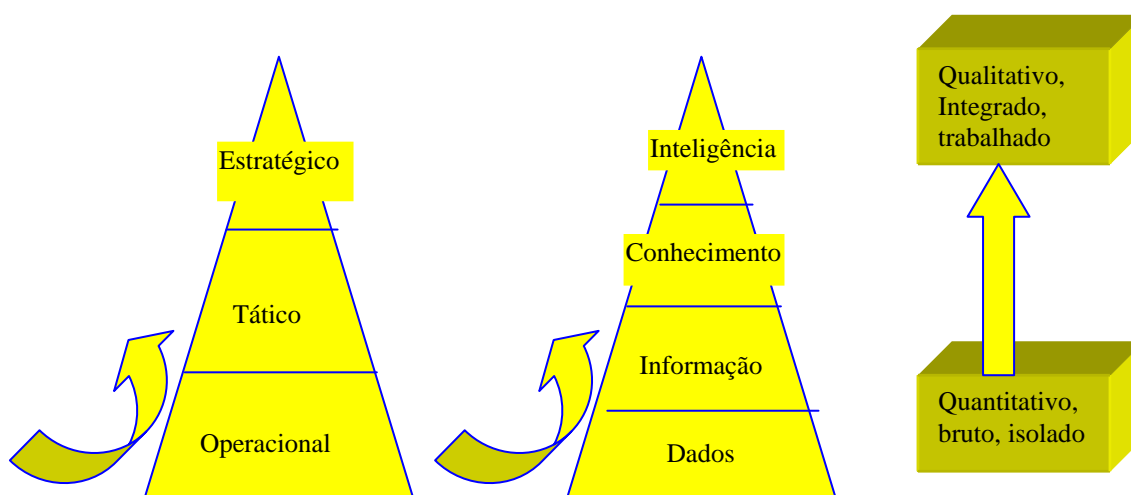 Estratégico
Tático
Operacional
Inteligência
Conhecimento
Informação
Dados
Qualitativo,
Integrado,
trabalhado
Quantitativo,
bruto, isolado